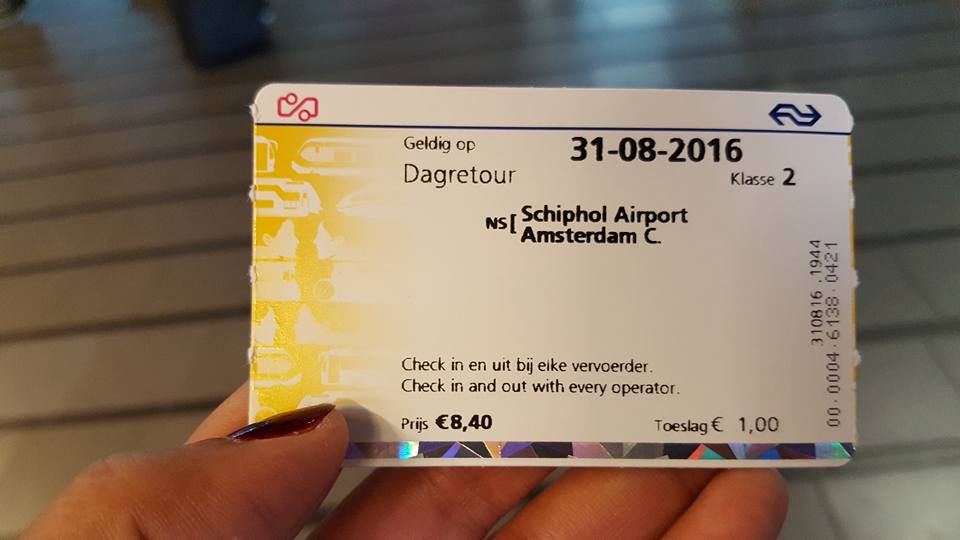 Geldig op 31-08-2016
Dagretour Klasse 2
NS[ Schiphol Airport
Amsterdam C.
Check in en uit bij elke vervoerder.
Check in and out with every operator.
Prijs €8,40 Toeslag € 1,00
310816 .1944
00·0004·6138·0421